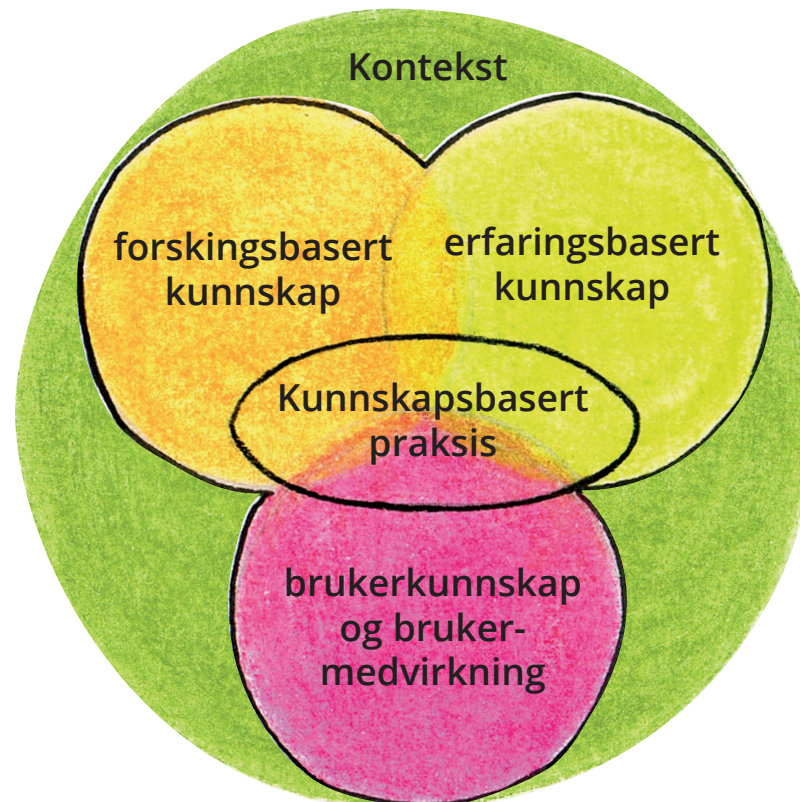 Kontekst
forskingsbasert
kunnskap
erfaringsbasert
kunnskap
Kunnskapsbasert
praksis
brukerkunnskap
og bruker-
medvirkning